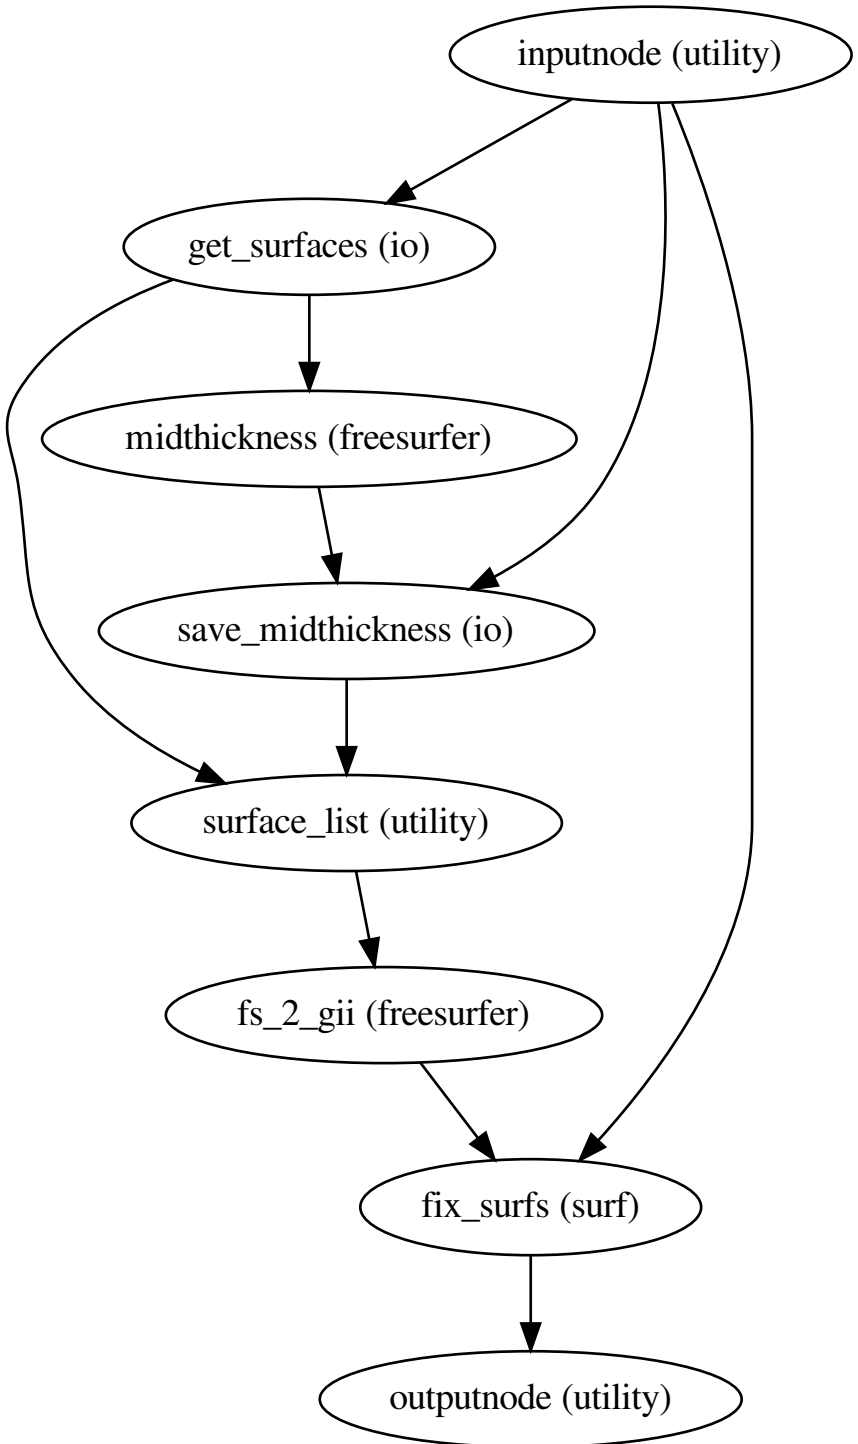 inputnode (utility)
get_surfaces (io)
midthickness (freesurfer)
save_midthickness (io)
surface_list (utility)
fs_2_gii (freesurfer)
fix_surfs (surf)
outputnode (utility)